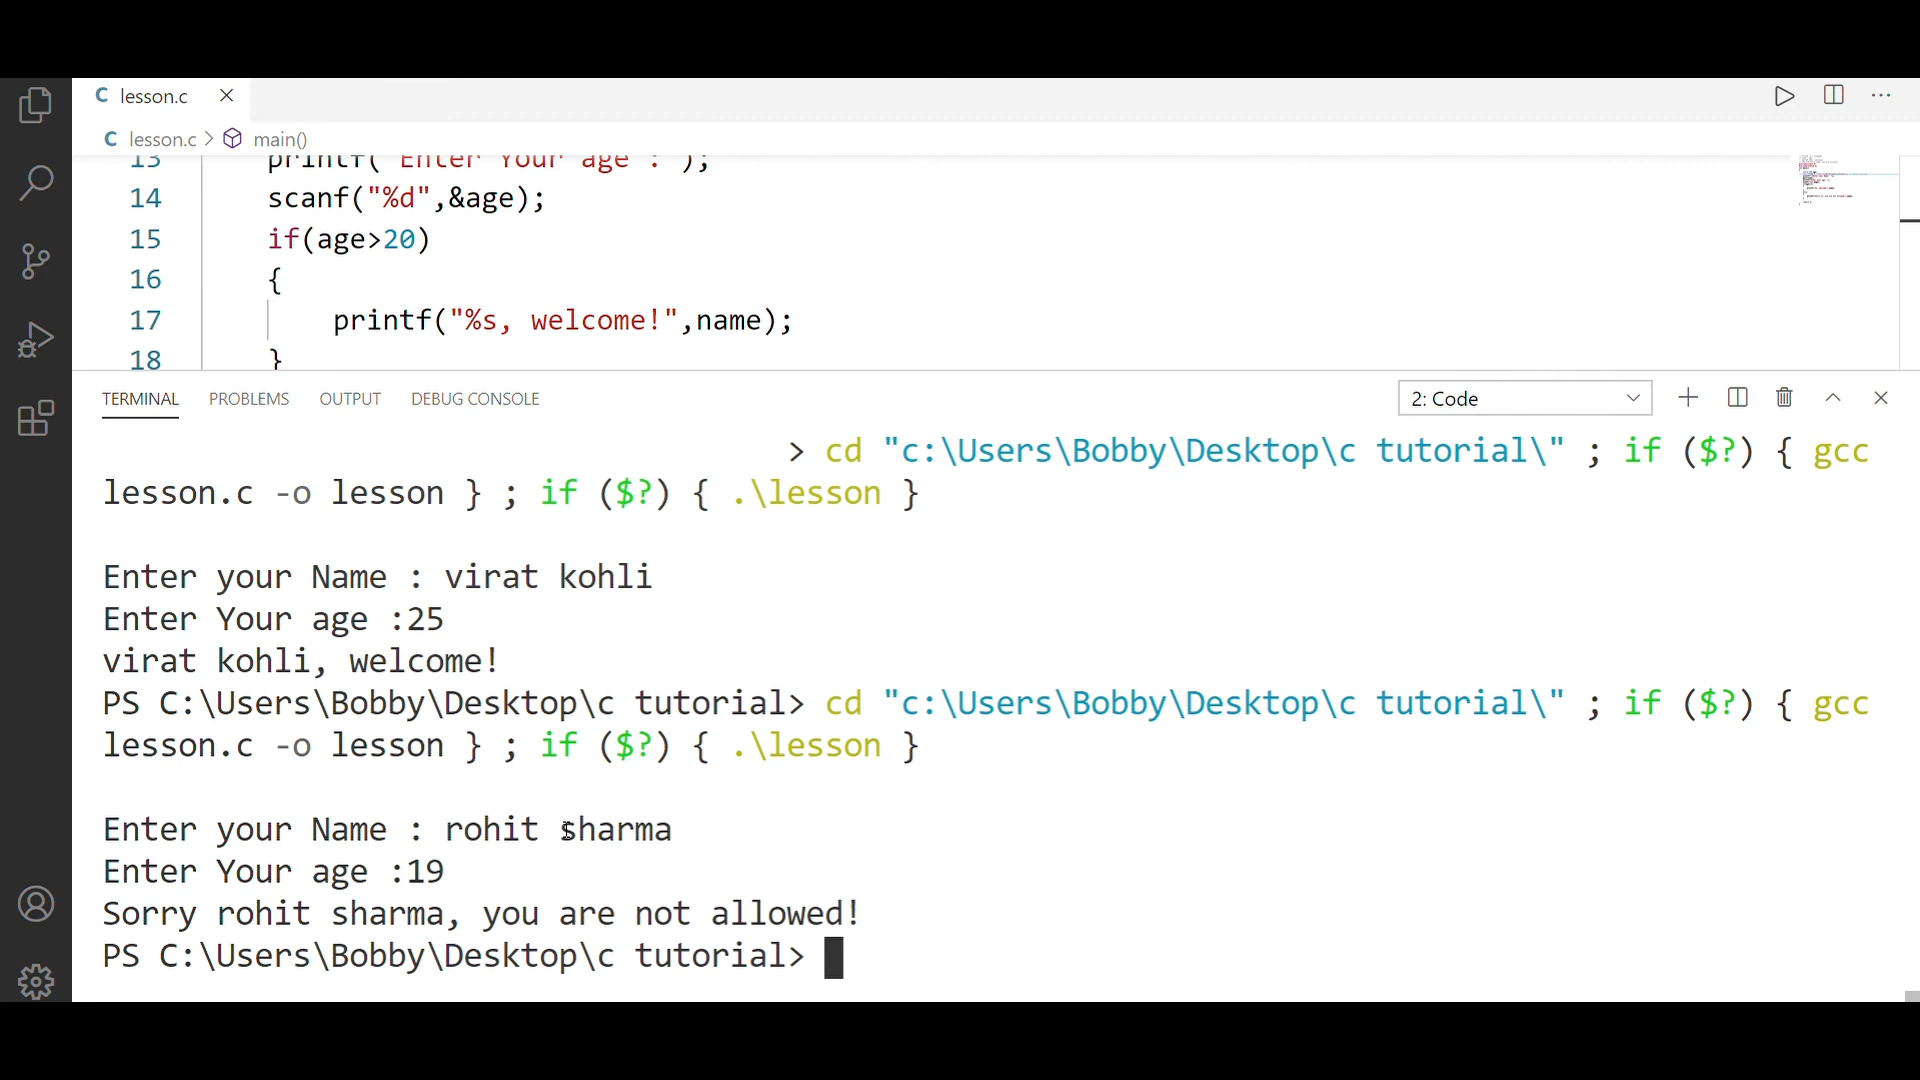 C lesson.c
C lesson.c > main()
13 printf("Enter Your age :");
14 scanf("%d",&age);
15 if(age>20)
16 {
17 printf("%s, welcome!",name);
18 }
TERMINAL PROBLEMS OUTPUT DEBUG CONSOLE 2: Code
> cd "c:\Users\Bobby\Desktop\c tutorial\" ; if ($?) { gcc
lesson.c -o lesson } ; if ($?) { .\lesson }
Enter your Name : virat kohli
Enter Your age :25
virat kohli, welcome!
PS C:\Users\Bobby\Desktop\c tutorial> cd "c:\Users\Bobby\Desktop\c tutorial\" ; if ($?) { gcc
lesson.c -o lesson } ; if ($?) { .\lesson }
Enter your Name : rohit sharma
Enter Your age :19
Sorry rohit sharma, you are not allowed!
PS C:\Users\Bobby\Desktop\c tutorial>